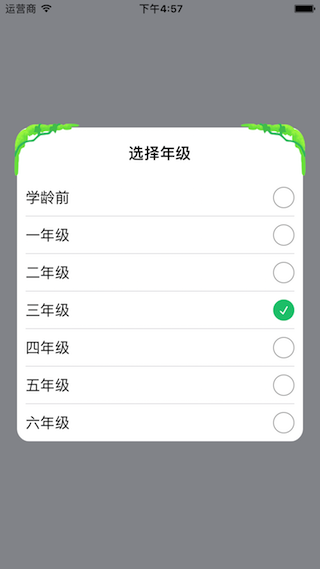 运营商 下午4:57
选择年级
学龄前
一年级
二年级
三年级
四年级
五年级
六年级